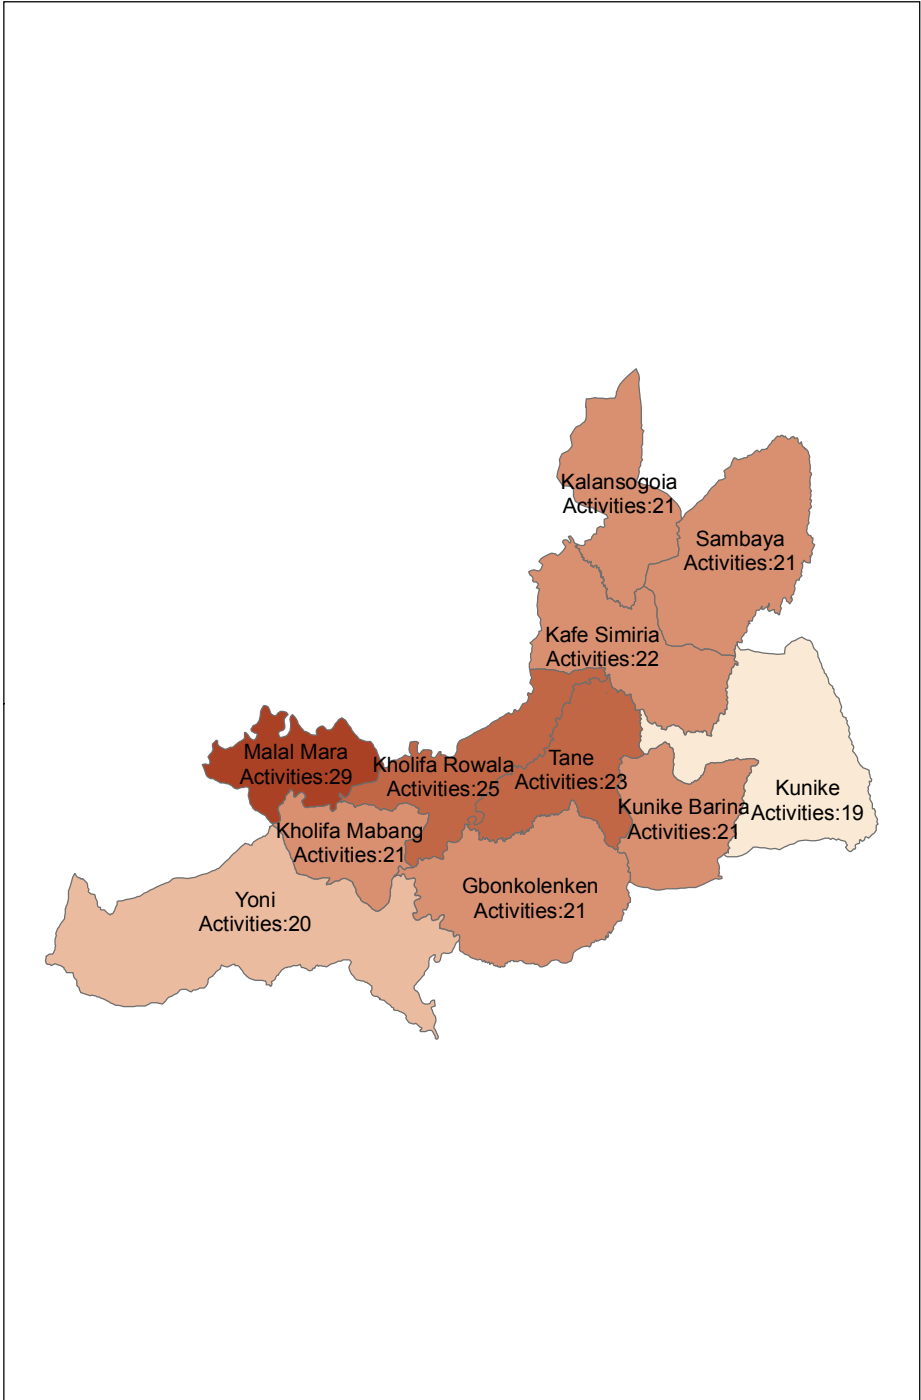 Kalansogoia
Activities:21
Sambaya
Activities:21
Kafe Simiria
Activities:22
Malal Mara
Activities:29
Kholifa Rowala
Activities:25
Tane
Activities:23
Kunike
Activities:19
Kunike Barina
Activities:21
Kholifa Mabang
Activities:21
Gbonkolenken
Activities:21
Yoni
Activities:20